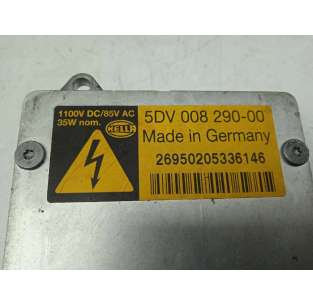 1100V DC/85V AC
35W nom.
HELLA
5DV 008 290-00
Made in Germany
26950205336146